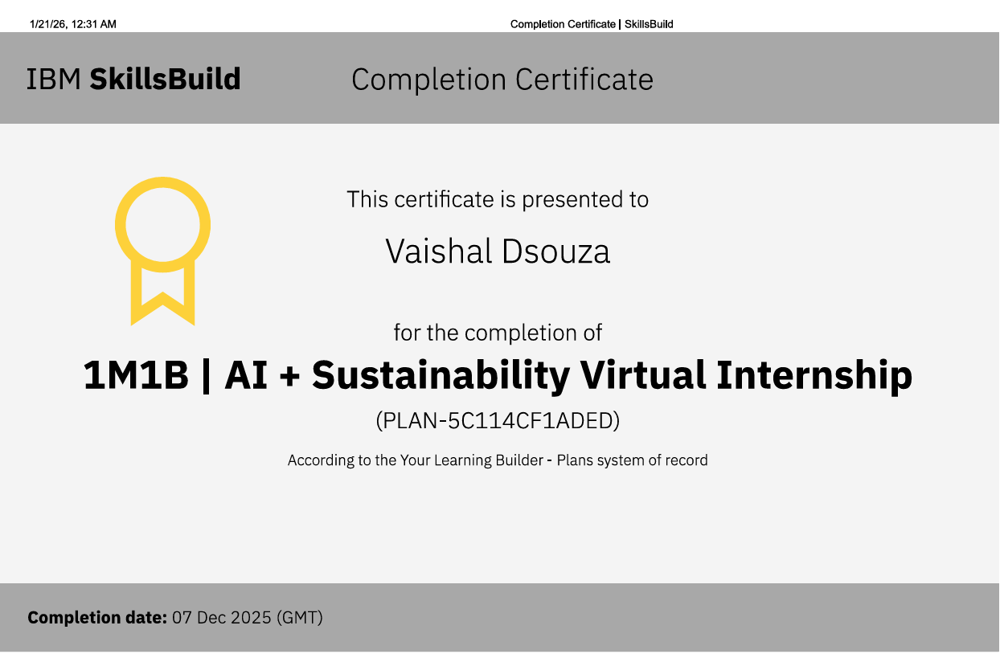 1/21/26, 12:31 AM Completion Certificate | SkillsBuild
IBM SkillsBuild Completion Certificate
This certificate is presented to
Vaishal Dsouza
for the completion of
1M1B | AI + Sustainability Virtual Internship
(PLAN-5C114CF1ADED)
According to the Your Learning Builder - Plans system of record
Completion date: 07 Dec 2025 (GMT)